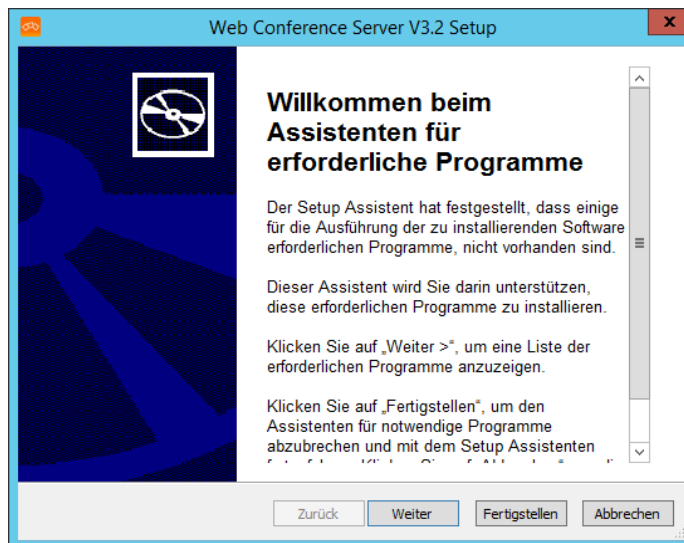 Web Conference Server V3.2 Setup
x
Willkommen beim
Assistenten für
erforderliche Programme
Der Setup Assistent hat festgestellt, dass einige
für die Ausführung der zu installierenden Software
erforderlichen Programme, nicht vorhanden sind.
Dieser Assistent wird Sie darin unterstützen,
diese erforderlichen Programme zu installieren.
Klicken Sie auf „Weiter >“, um eine Liste der
erforderlichen Programme anzuzeigen.
Klicken Sie auf „Fertigstellen“, um den
Assistenten für notwendige Programme
abzubrechen und mit dem Setup Assistenten
Zurück Weiter Fertigstellen Abbrechen